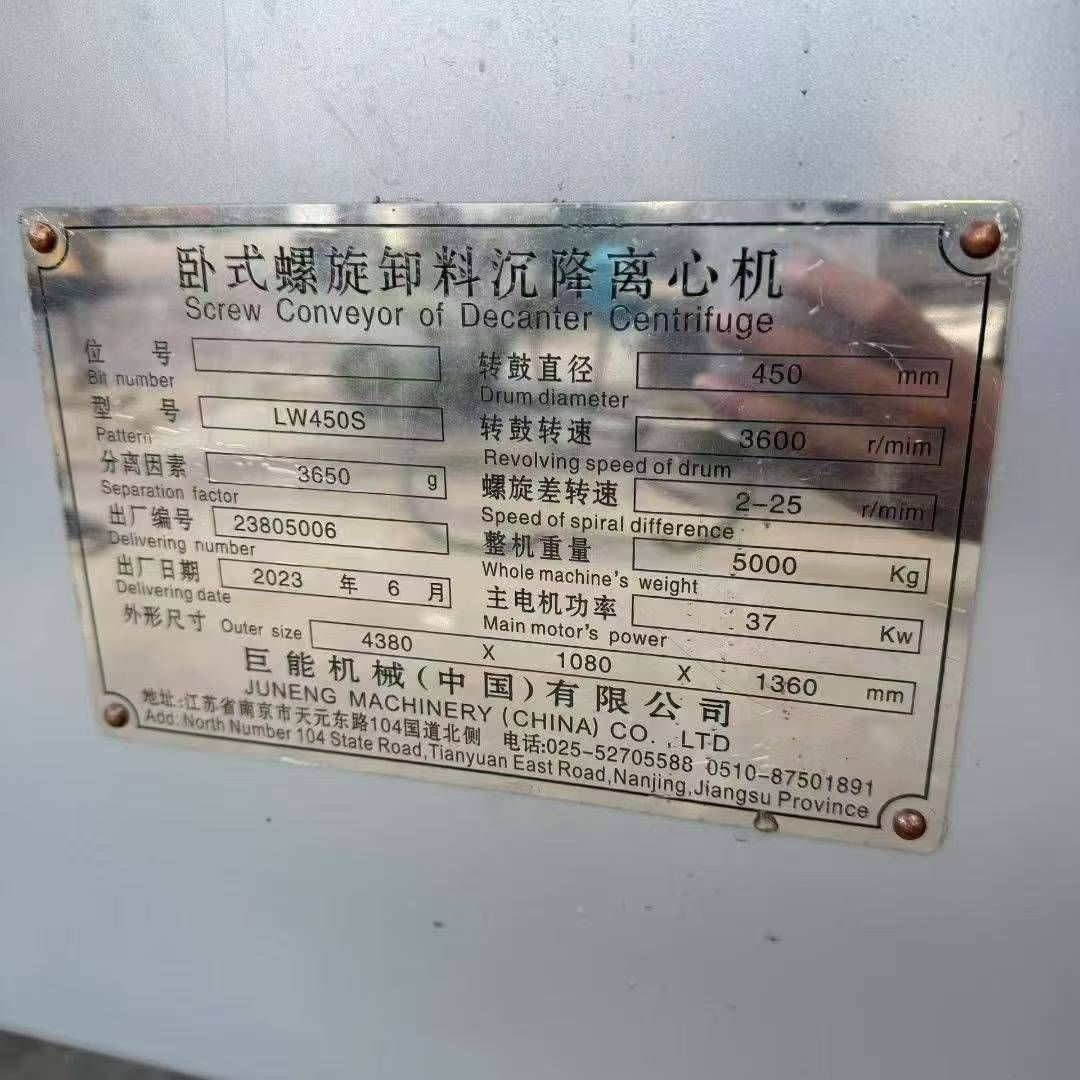 卧式螺旋卸料沉降离心机
Screw Conveyor of Decanter Centrifuge
位 号
Bit number
型 号 LW450S
Pattern
分离因素 3650 g
Separation factor
出厂编号 23805006
Delivering number
出厂日期 2023 年 6 月
Delivering date
转鼓直径 450 mm
Drum diameter
转鼓转速 3600 r/mim
Revolving speed of drum
螺旋差转速 2-25 r/mim
Speed of spiral difference
整机重量 5000 Kg
Whole machine's weight
主电机功率 37 Kw
Main motor's power
外形尺寸 Outer size 4380 X 1080 X 1360 mm
巨能机械(中国)有限公司
JUNENG MACHINERY (CHINA) CO.,LTD
地址:江苏省南京市天元东路104国道北侧 电话:025-52705588 0510-87501891
Add: North Number 104 State Road,Tianyuan East Road,Nanjing,Jiangsu Province